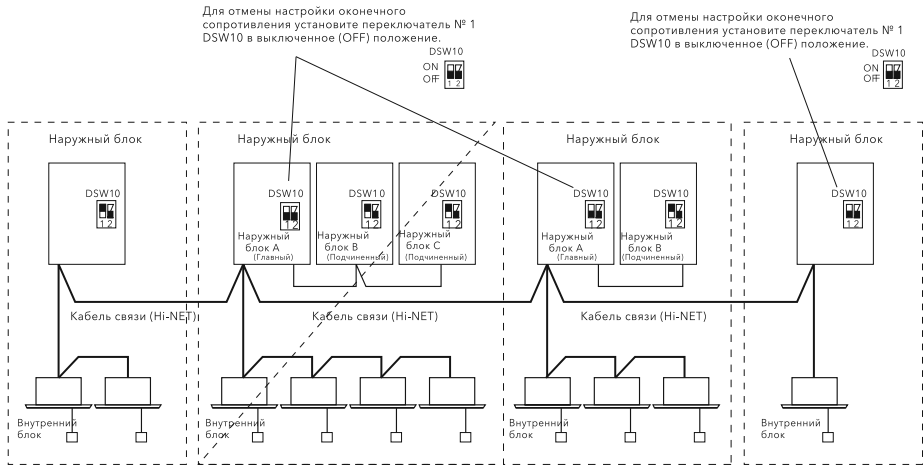 Для отмены настройки оконечного
сопротивления установите переключатель № 1
DSW10 в выключенное (OFF) положение.
DSW10
ON
OFF
1 2
Для отмены настройки оконечного
сопротивления установите переключатель № 1
DSW10 в выключенное (OFF) положение.
DSW10
ON
OFF
1 2
Наружный блок
DSW10
1 2
Наружный блок
DSW10
1 2
Наружный
блок A
(Главный)
DSW10
1 2
Наружный
блок B
(Подчиненный)
DSW10
1 2
Наружный
блок C
(Подчиненный)
Наружный блок
DSW10
1 2
Наружный
блок A
(Главный)
DSW10
1 2
Наружный
блок B
(Подчиненный)
Наружный блок
DSW10
1 2
Кабель связи (Hi-NET)
Кабель связи (Hi-NET)
Кабель связи (Hi-NET)
Внутренний
блок
Внутренний
блок
Внутренний
блок
Внутренний
блок